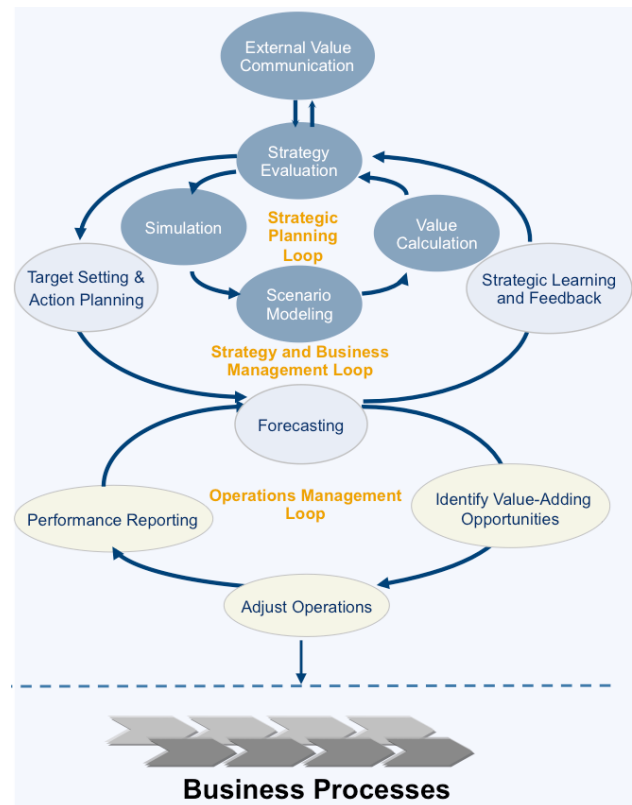 External Value
Communication
Strategy
Evaluation
Simulation
Strategic
Planning
Loop
Value
Calculation
Target Setting &
Action Planning
Scenario
Modeling
Strategic Learning
and Feedback
Strategy and Business
Management Loop
Forecasting
Operations Management
Loop
Performance Reporting
Identify Value-Adding
Opportunities
Adjust Operations
Business Processes